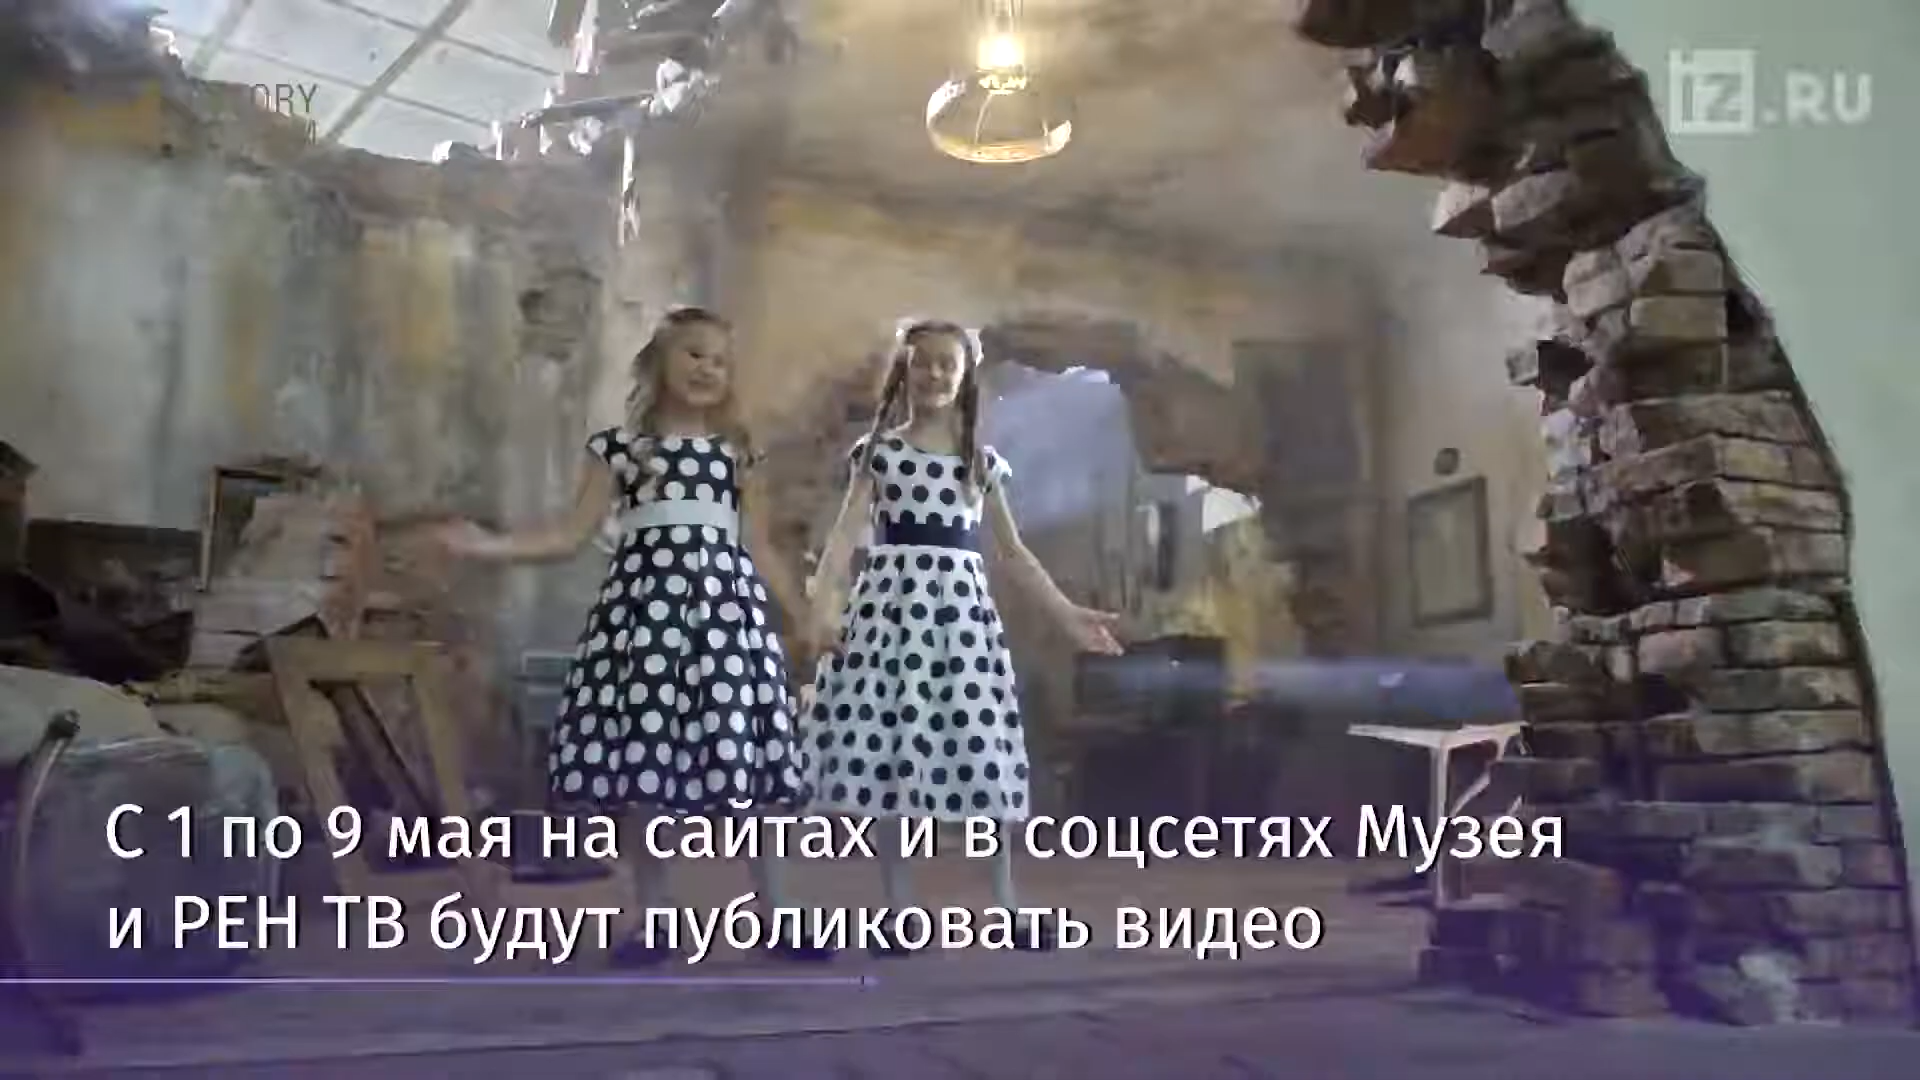 iz.RU
С 1 по 9 мая на сайтах и в соцсетях Музея
и РЕН ТВ будут публиковать видео